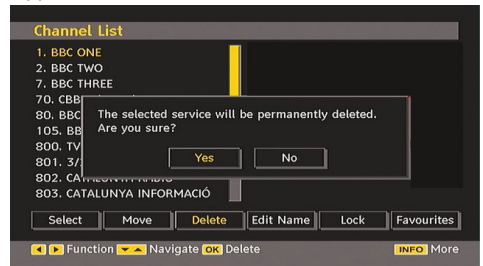 Channel List
1. BBC ONE
2. BBC TWO
7. BBC THREE
70. CBB
80. BBC
105. BB
800. TV
801. 3/
802. CATALUNYA RÀDIO
803. CATALUNYA INFORMACIÓ
The selected service will be permanently deleted.
Are you sure?
Yes No
Select Move Delete Edit Name Lock Favourites
Function Navigate OK Delete INFO More